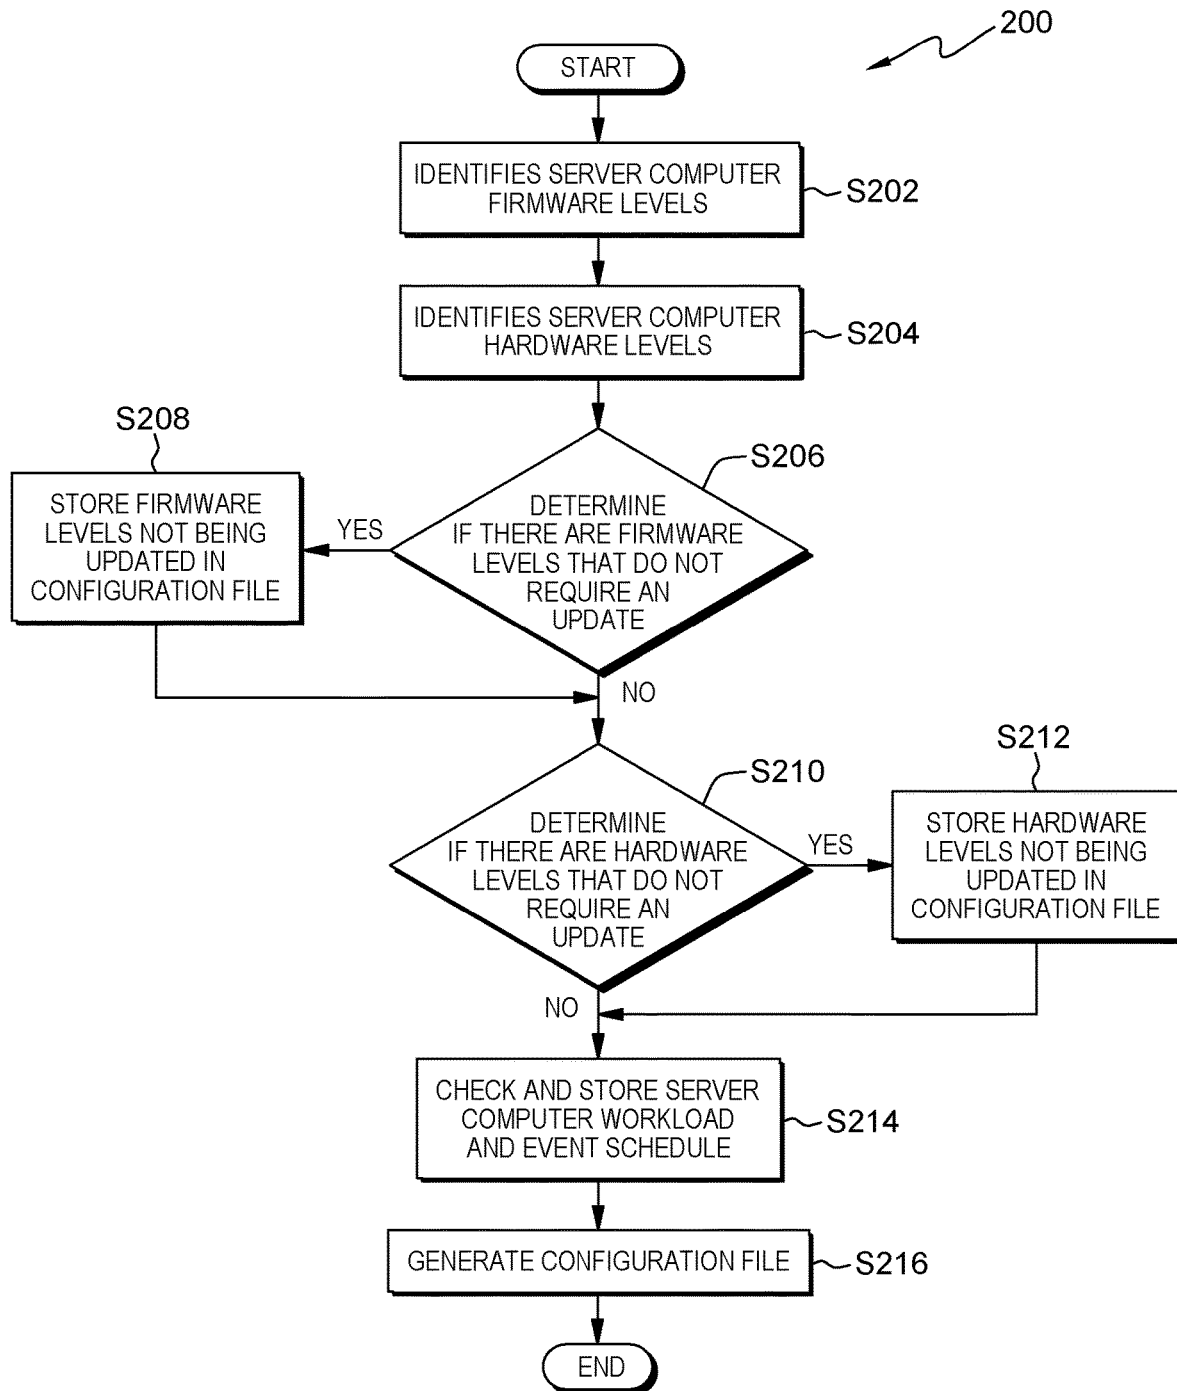 200
START
IDENTIFIES SERVER COMPUTER
FIRMWARE LEVELS
S202
IDENTIFIES SERVER COMPUTER
HARDWARE LEVELS
S204
S208
STORE FIRMWARE
LEVELS NOT BEING
UPDATED IN
CONFIGURATION FILE
YES
S206
DETERMINE
IF THERE ARE FIRMWARE
LEVELS THAT DO NOT
REQUIRE AN
UPDATE
NO
S210
DETERMINE
IF THERE ARE HARDWARE
LEVELS THAT DO NOT
REQUIRE AN
UPDATE
YES
S212
STORE HARDWARE
LEVELS NOT BEING
UPDATED IN
CONFIGURATION FILE
NO
CHECK AND STORE SERVER
COMPUTER WORKLOAD
AND EVENT SCHEDULE
S214
GENERATE CONFIGURATION FILE
S216
END